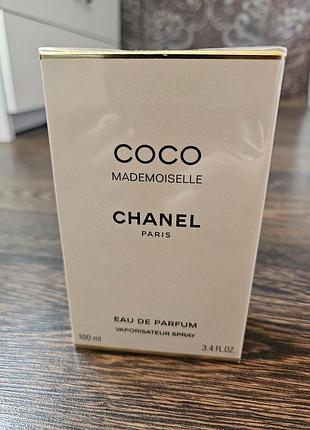 COCO
MADEMOISELLE
CHANEL
PARIS
EAU DE PARFUM
VAPORISATEUR SPRAY
100 ml 3.4 FL.OZ.